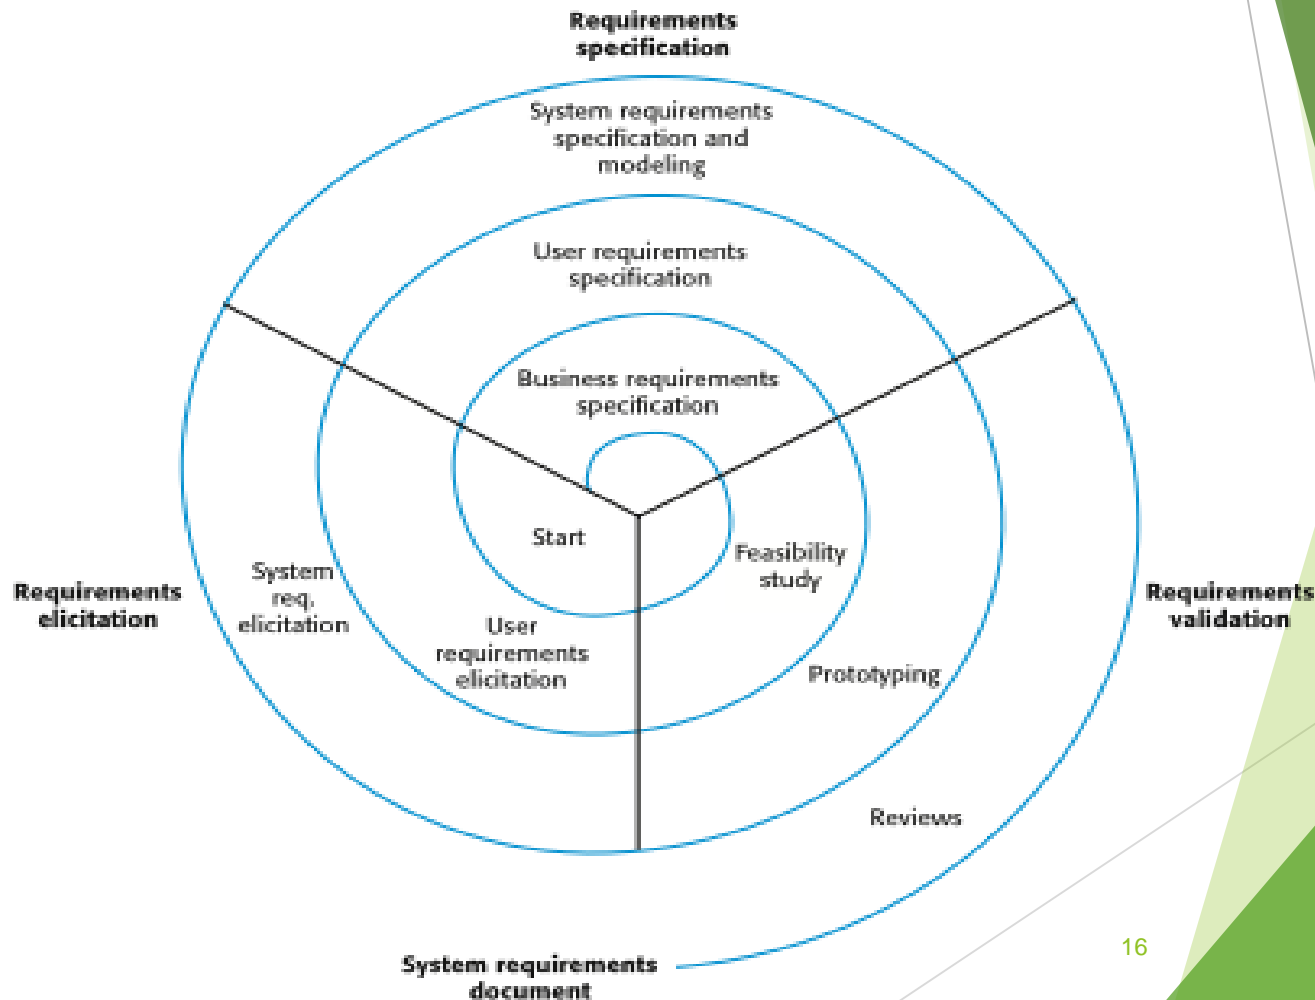 Requirements
specification
System requirements
specification and
modeling
User requirements
specification
Business requirements
specification
Start
Feasibility
study
System
req.
elicitation
Requirements
elicitation
User
requirements
elicitation
Requirements
validation
Prototyping
Reviews
System requirements
document
16